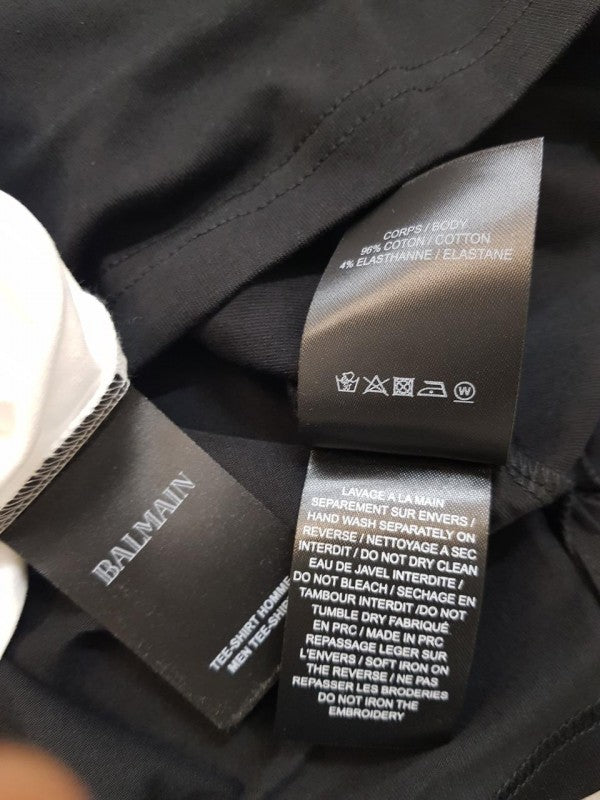 CORPS / BODY
96% COTON / COTTON
4% ELASTHANNE / ELASTANE
W
BALMAIN
TEE-SHIRT HOMME
MEN TEE-SHIR
LAVAGE A LA MAIN
SEPAREMENT SUR ENVERS /
HAND WASH SEPARATELY ON
REVERSE / NETTOYAGE A SEC
INTERDIT / DO NOT DRY CLEAN
EAU DE JAVEL INTERDITE /
DO NOT BLEACH / SECHAGE EN
TAMBOUR INTERDIT /DO NOT
TUMBLE DRY FABRIQUÉ
EN PRC / MADE IN PRC
REPASSAGE LEGER SUR
L'ENVERS / SOFT IRON ON
THE REVERSE / NE PAS
REPASSER LES BRODERIES
DO NOT IRON THE
EMBROIDERY